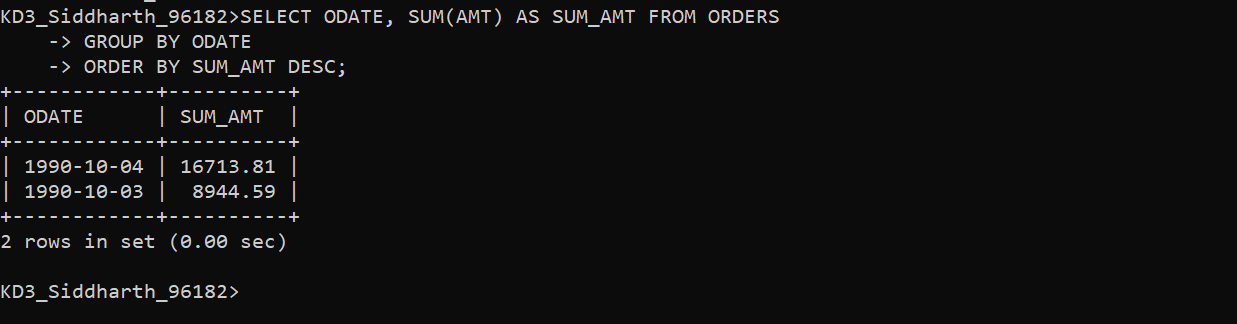 KD3_Siddharth_96182>SELECT ODATE, SUM(AMT) AS SUM_AMT FROM ORDERS
    -> GROUP BY ODATE
    -> ORDER BY SUM_AMT DESC;
+------------+----------+
| ODATE      | SUM_AMT  |
+------------+----------+
| 1990-10-04 | 16713.81 |
| 1990-10-03 |  8944.59 |
+------------+----------+
2 rows in set (0.00 sec)

KD3_Siddharth_96182>